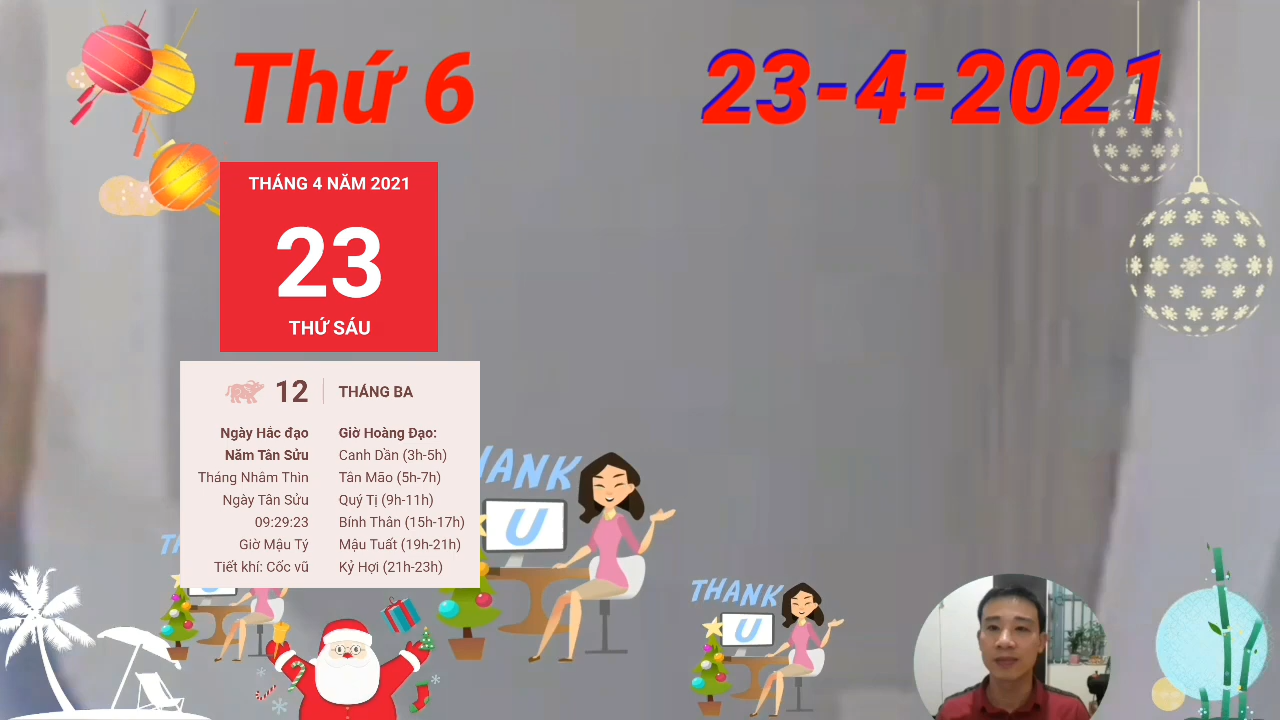 Thứ 6
23-4-2021
THÁNG 4 NĂM 2021
23
THỨ SÁU
12
THÁNG BA
Ngày Hắc đạo
Năm Tân Sửu
Tháng Nhâm Thìn
Ngày Tân Sửu
09:29:23
Giờ Mậu Tý
Tiết khí: Cốc vũ
Giờ Hoàng Đạo:
Canh Dần (3h-5h)
Tân Mão (5h-7h)
Quý Tị (9h-11h)
Bính Thân (15h-17h)
Mậu Tuất (19h-21h)
Kỷ Hợi (21h-23h)
HANK
U
TH
THANK
U